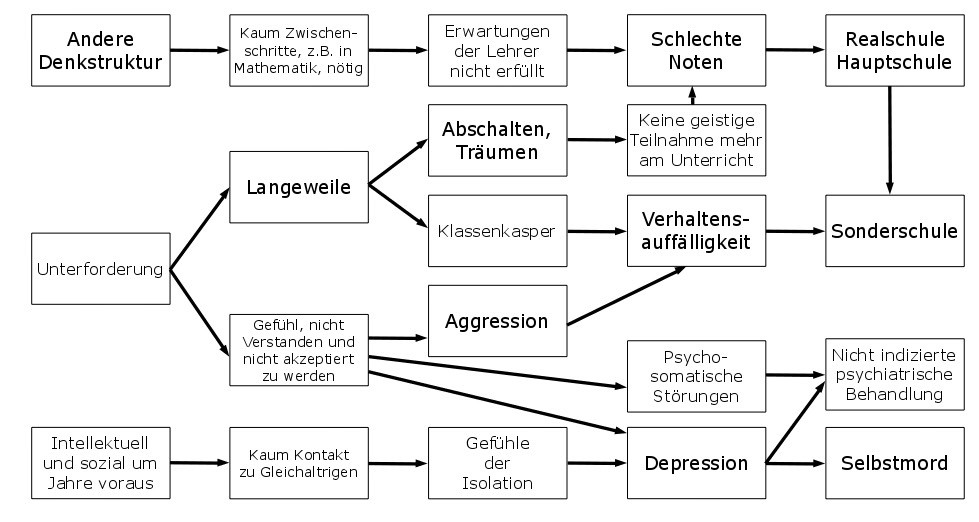 Andere
Denkstruktur
Kaum Zwischen-
schritte, z.B. in
Mathematik, nötig
Erwartungen
der Lehrer
nicht erfüllt
Schlechte
Noten
Realschule
Hauptschule
Abschalten,
Träumen
Keine geistige
Teilnahme mehr
am Unterricht
Langeweile
Klassenkasper
Verhaltens-
auffälligkeit
Sonderschule
Unterforderung
Aggression
Gefühl, nicht
Verstanden und
nicht akzeptiert
zu werden
Psycho-
somatische
Störungen
Nicht indizierte
psychiatrische
Behandlung
Intellektuell
und sozial um
Jahre voraus
Kaum Kontakt
zu Gleichaltrigen
Gefühle
der
Isolation
Depression
Selbstmord